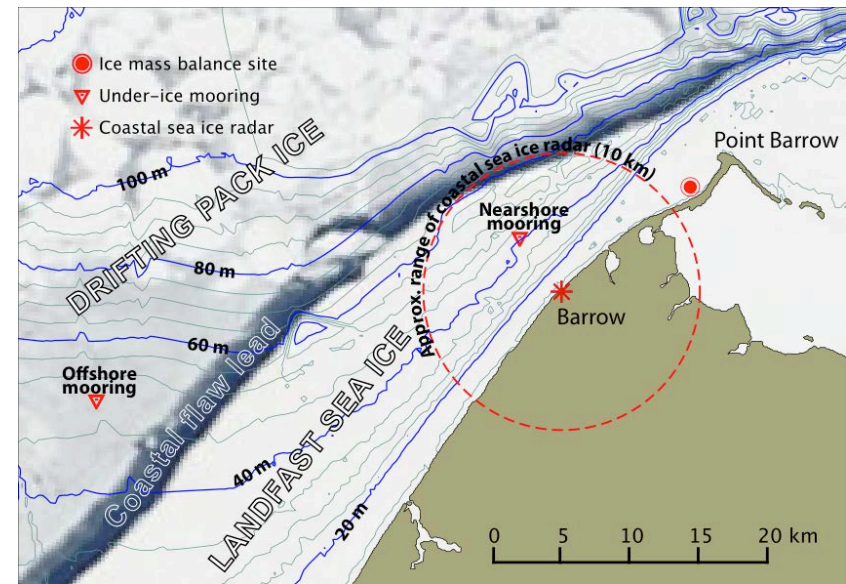 Ice mass balance site
Under-ice mooring
Coastal sea ice radar
Point Barrow
100 m
DRIFTING PACK ICE
Approx. range of coastal sea ice radar (10 km)
Nearshore
mooring
80 m
60 m
Barrow
Offshore
mooring
Coastal flaw lead
LANDFAST SEA ICE
40 m
20 m
0 5 10 15 20 km